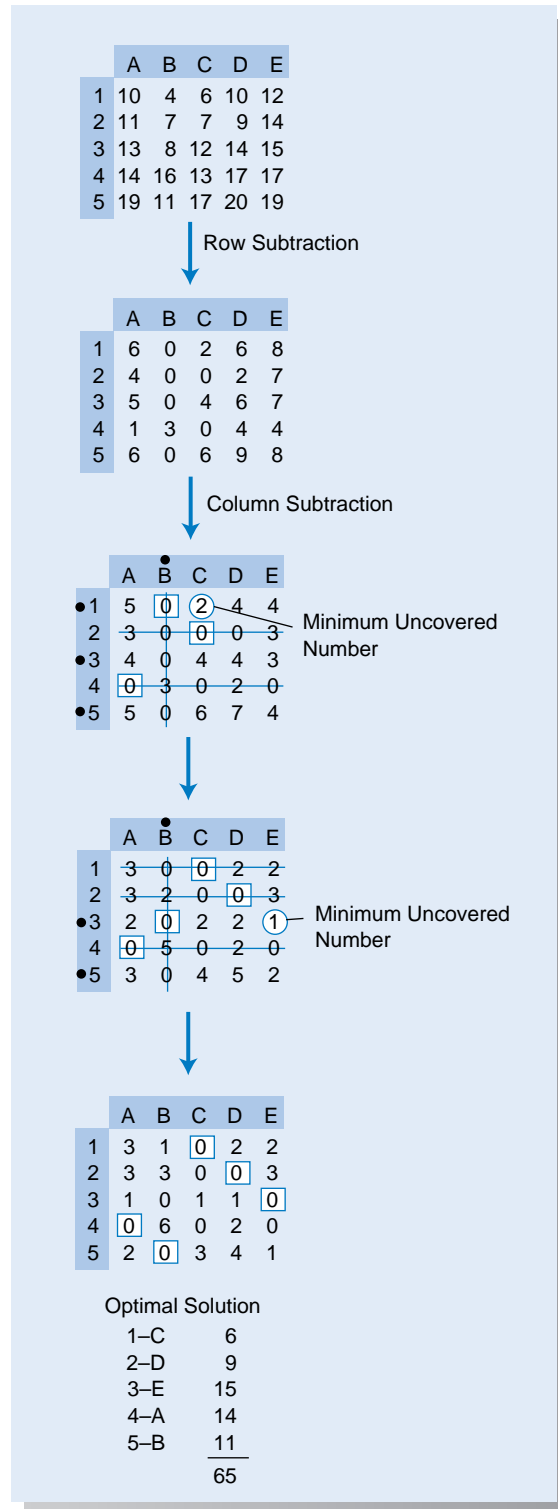 A B C D E
1 10 4 6 10 12
2 11 7 7 9 14
3 13 8 12 14 15
4 14 16 13 17 17
5 19 11 17 20 19
Row Subtraction
A B C D E
1 6 0 2 6 8
2 4 0 0 2 7
3 5 0 4 6 7
4 1 3 0 4 4
5 6 0 6 9 8
Column Subtraction
A B C D E
1 5 0 2 4 4
2 3 0 0 0 3
3 4 0 4 4 3
4 0 3 0 2 0
5 5 0 6 7 4
Minimum Uncovered
Number
A B C D E
1 3 0 0 2 2
2 3 2 0 0 3
3 2 0 2 2 1
4 0 5 0 2 0
5 3 0 4 5 2
Minimum Uncovered
Number
A B C D E
1 3 1 0 2 2
2 3 3 0 0 3
3 1 0 1 1 0
4 0 6 0 2 0
5 2 0 3 4 1
Optimal Solution
1–C 6
2–D 9
3–E 15
4–A 14
5–B 11
65